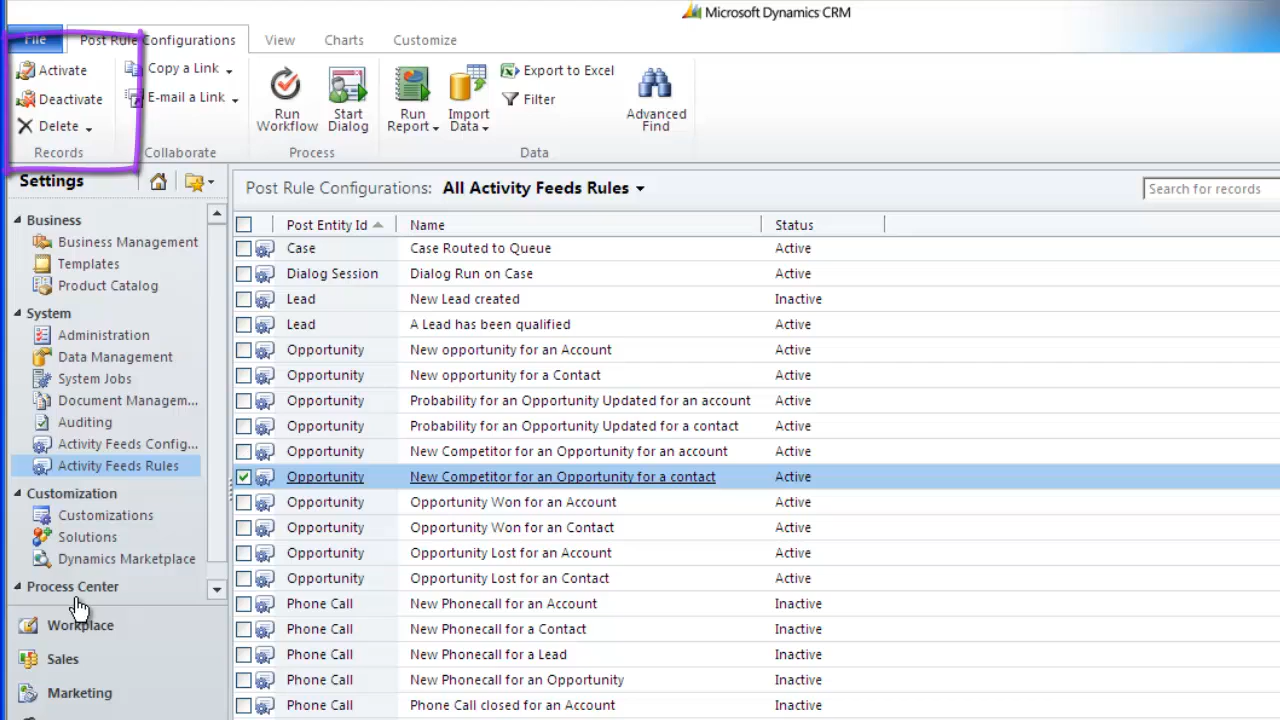 Microsoft Dynamics CRM
File Post Rule Configurations View Charts Customize
Activate
Deactivate
Delete
Records
Copy a Link
E-mail a Link
Collaborate
Run Workflow
Start Dialog
Process
Run Report
Import Data
Export to Excel
Filter
Advanced Find
Data
Settings
Business
Business Management
Templates
Product Catalog
System
Administration
Data Management
System Jobs
Document Managem...
Auditing
Activity Feeds Config...
Activity Feeds Rules
Customization
Customizations
Solutions
Dynamics Marketplace
Process Center
Workplace
Sales
Marketing
Post Rule Configurations: All Activity Feeds Rules
Search for records
Post Entity Id Name Status
Case Case Routed to Queue Active
Dialog Session Dialog Run on Case Active
Lead New Lead created Inactive
Lead A Lead has been qualified Active
Opportunity New opportunity for an Account Active
Opportunity New opportunity for a Contact Active
Opportunity Probability for an Opportunity Updated for an account Active
Opportunity Probability for an Opportunity Updated for a contact Active
Opportunity New Competitor for an Opportunity for an account Active
Opportunity New Competitor for an Opportunity for a contact Active
Opportunity Opportunity Won for an Account Active
Opportunity Opportunity Won for an Contact Active
Opportunity Opportunity Lost for an Account Active
Opportunity Opportunity Lost for an Contact Active
Phone Call New Phonecall for an Account Inactive
Phone Call New Phonecall for a Contact Inactive
Phone Call New Phonecall for a Lead Inactive
Phone Call New Phonecall for an Opportunity Inactive
Phone Call Phone Call closed for an Account Inactive